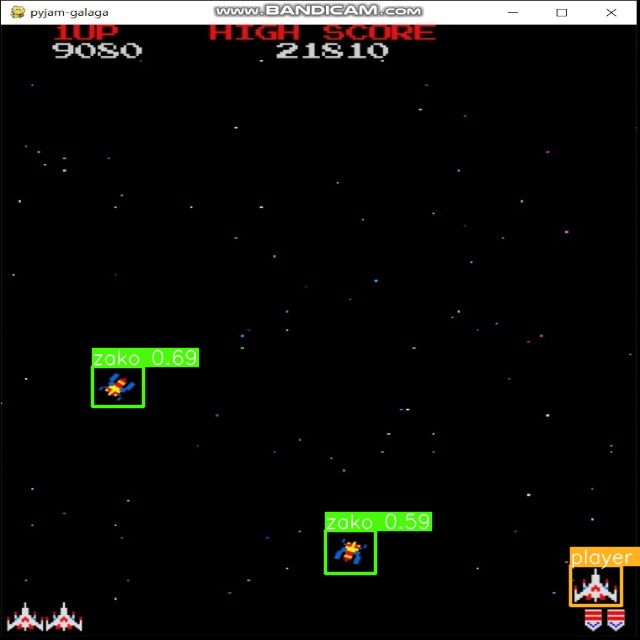 pyjam-galaga
www.BANDICAM.com
1UP HIGH SCORE
9080 21810
zako 0.69
zako 0.59
player